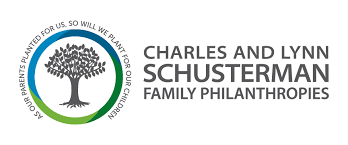 AS OUR PARENTS PLANTED FOR US, SO WILL WE PLANT FOR OUR CHILDREN
CHARLES AND LYNN
SCHUSTERMAN
FAMILY PHILANTHROPIES